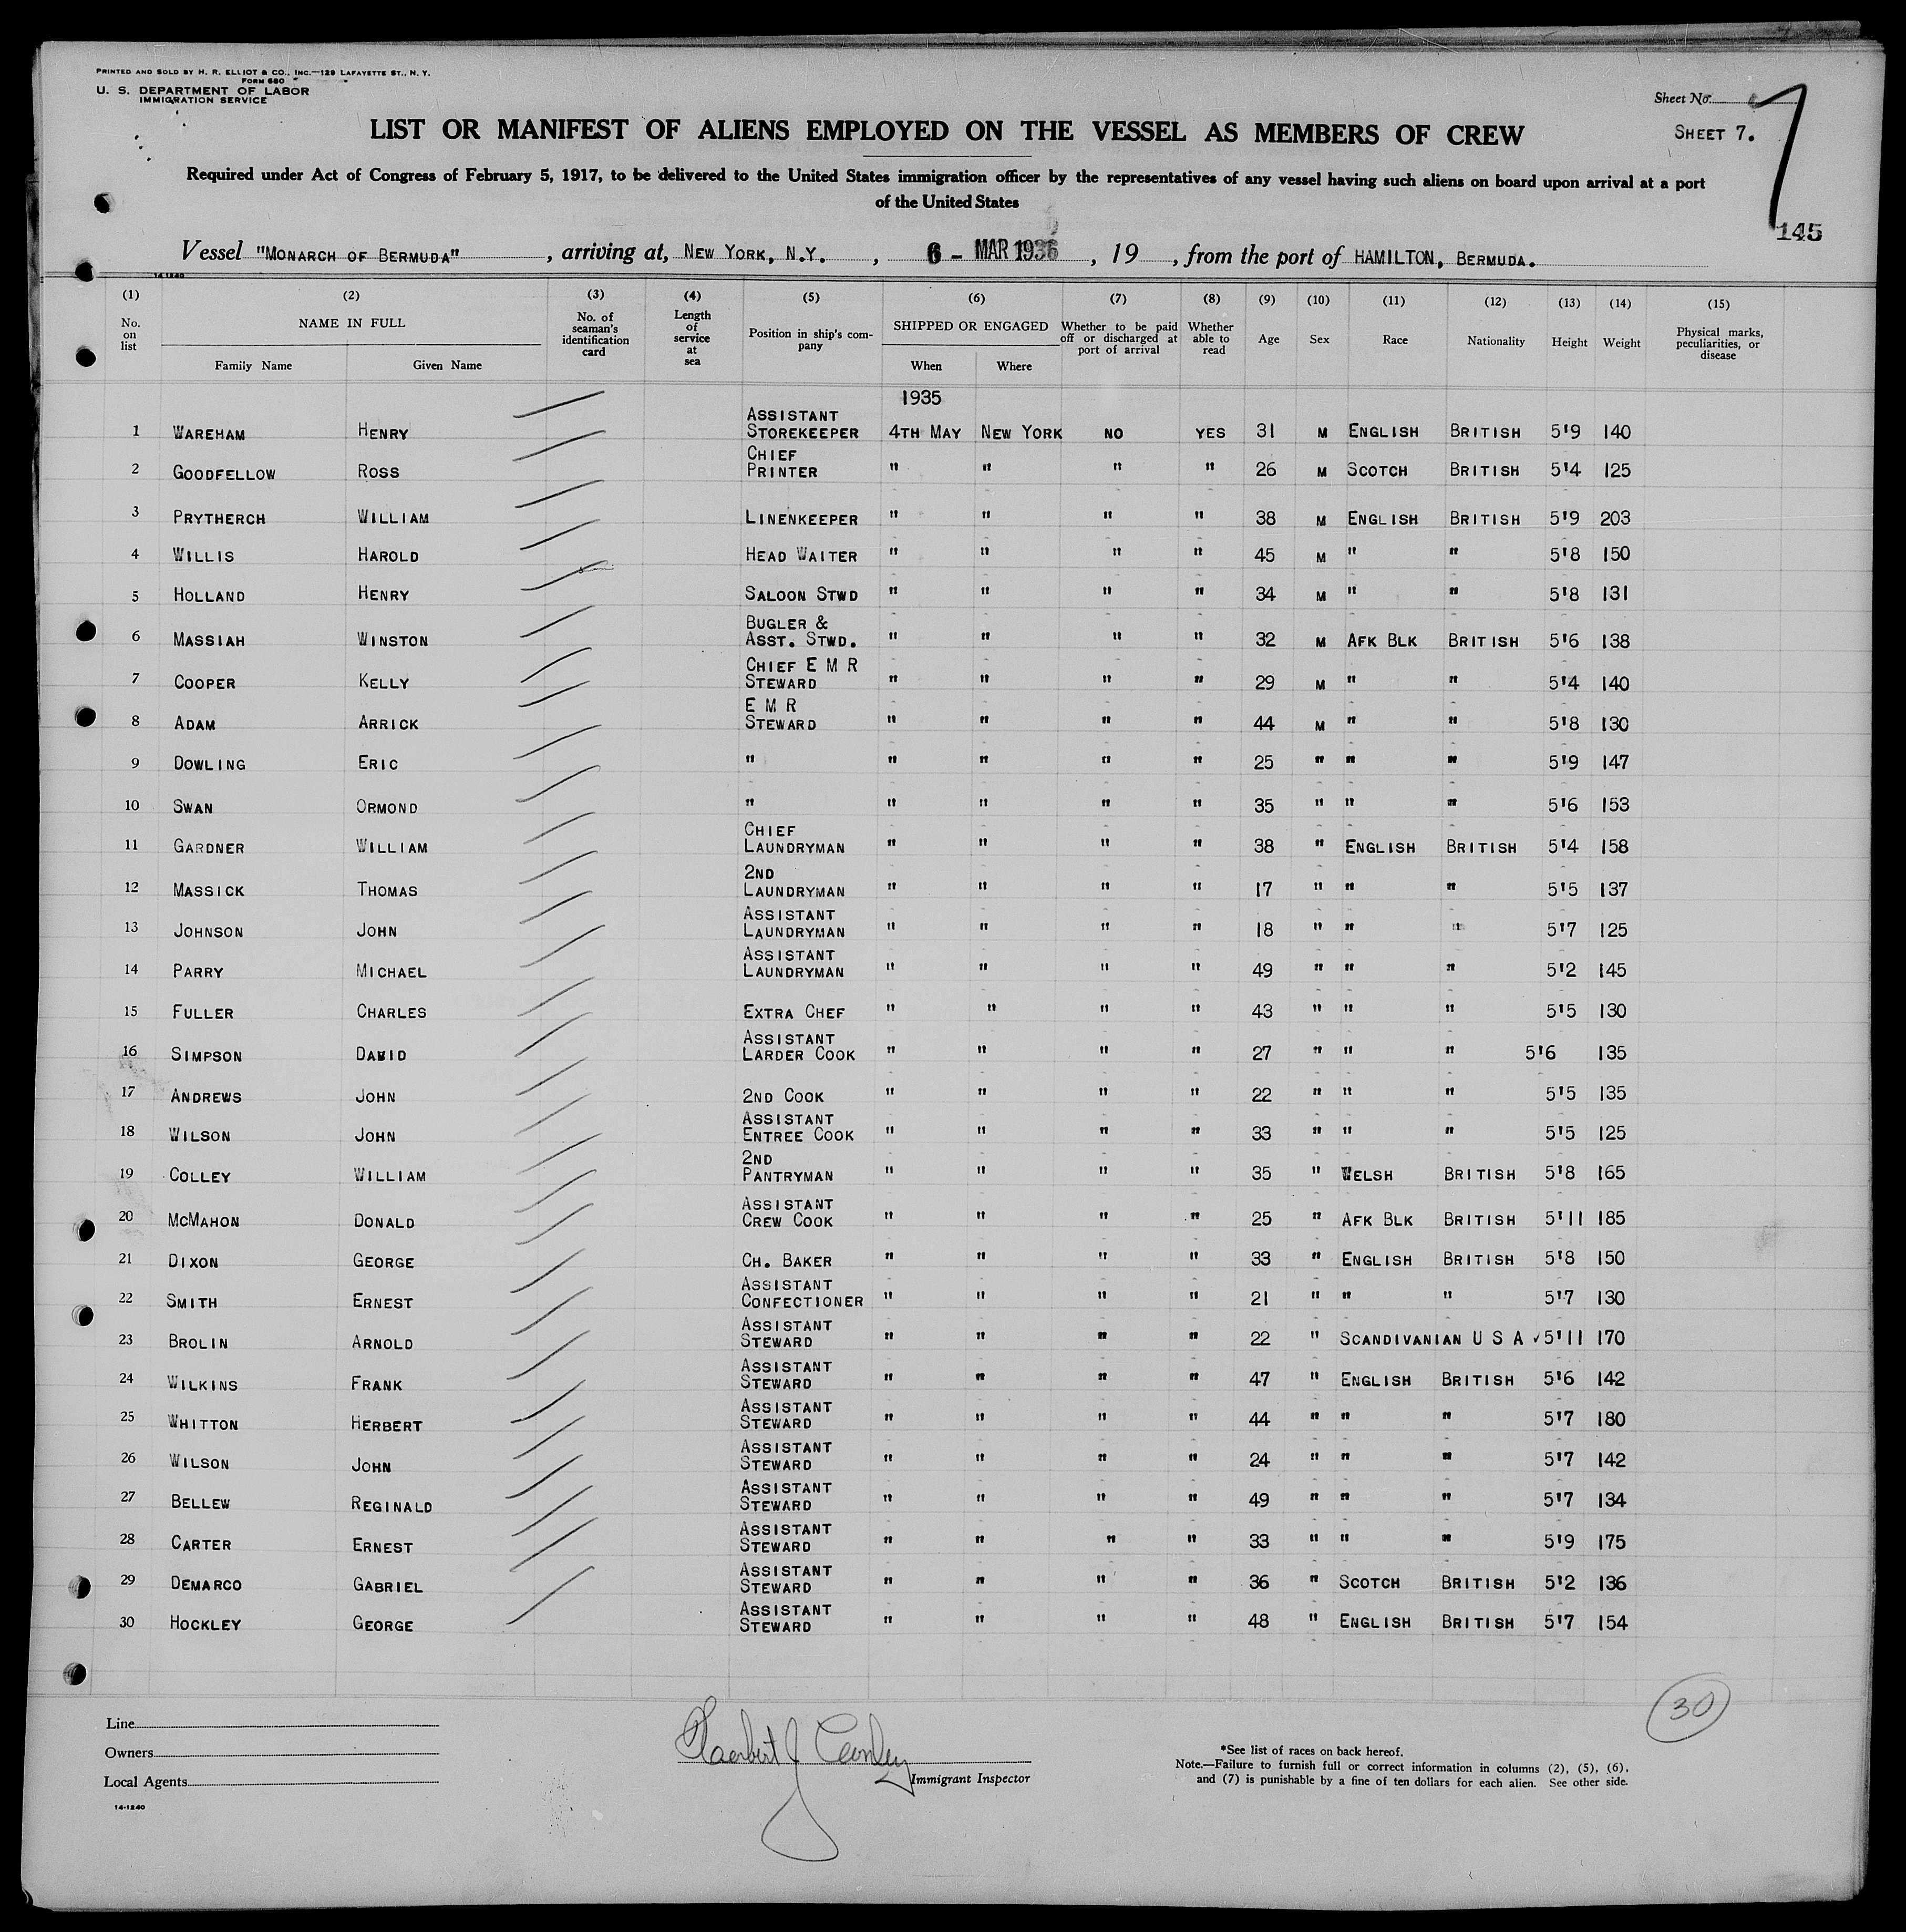 PRINTED AND SOLD BY H. R. ELLIOT & CO., INC.—129 LAFAYETTE ST., N. Y.
FORM 680
U. S. DEPARTMENT OF LABOR
IMMIGRATION SERVICE
Sheet No.
7
SHEET 7.
LIST OR MANIFEST OF ALIENS EMPLOYED ON THE VESSEL AS MEMBERS OF CREW
Required under Act of Congress of February 5, 1917, to be delivered to the United States immigration officer by the representatives of any vessel having such aliens on board upon arrival at a port
of the United States
145
Vessel "MONARCH OF BERMUDA", arriving at, NEW YORK, N.Y., 6 - MAR 1936, 19, from the port of HAMILTON, BERMUDA.
14-1240
(1) (2) (3) (4) (5) (6) (7) (8) (9) (10) (11) (12) (13) (14) (15)
No. on list NAME IN FULL Family Name Given Name No. of seaman's identification card Length of service at sea Position in ship's company SHIPPED OR ENGAGED When Where Whether to be paid off or discharged at port of arrival Whether able to read Age Sex Race Nationality Height Weight Physical marks, peculiarities, or disease
1935
1 WAREHAM HENRY ASSISTANT STOREKEEPER 4TH MAY NEW YORK NO YES 31 M ENGLISH BRITISH 5'9 140
2 GOODFELLOW ROSS CHIEF PRINTER " " " " 26 M SCOTCH BRITISH 5'4 125
3 PRYTHERCH WILLIAM LINENKEEPER " " " " 38 M ENGLISH BRITISH 5'9 203
4 WILLIS HAROLD HEAD WAITER " " " " 45 M " " 5'8 150
5 HOLLAND HENRY SALOON STWD " " " " 34 M " " 5'8 131
6 MASSIAH WINSTON BUGLER & ASST. STWD. " " " " 32 M AFK BLK BRITISH 5'6 138
7 COOPER KELLY CHIEF E M R STEWARD " " " " 29 M " " 5'4 140
8 ADAM ARRICK E M R STEWARD " " " " 44 M " " 5'8 130
9 DOWLING ERIC " " " " " 25 " " " 5'9 147
10 SWAN ORMOND " " " " " 35 " " " 5'6 153
11 GARDNER WILLIAM CHIEF LAUNDRYMAN " " " " 38 " ENGLISH BRITISH 5'4 158
12 MASSICK THOMAS 2ND LAUNDRYMAN " " " " 17 " " " 5'5 137
13 JOHNSON JOHN ASSISTANT LAUNDRYMAN " " " " 18 " " " 5'7 125
14 PARRY MICHAEL ASSISTANT LAUNDRYMAN " " " " 49 " " " 5'2 145
15 FULLER CHARLES EXTRA CHEF " " " " 43 " " " 5'5 130
16 SIMPSON DAVID ASSISTANT LARDER COOK " " " " 27 " " " 5'6 135
17 ANDREWS JOHN 2ND COOK " " " " 22 " " " 5'5 135
18 WILSON JOHN ASSISTANT ENTREE COOK " " " " 33 " " " 5'5 125
19 COLLEY WILLIAM 2ND PANTRYMAN " " " " 35 " WELSH BRITISH 5'8 165
20 MCMAHON DONALD ASSISTANT CREW COOK " " " " 25 " AFK BLK BRITISH 5'11 185
21 DIXON GEORGE CH. BAKER " " " " 33 " ENGLISH BRITISH 5'8 150
22 SMITH ERNEST ASSISTANT CONFECTIONER " " " " 21 " " " 5'7 130
23 BROLIN ARNOLD ASSISTANT STEWARD " " " " 22 " SCANDIVANIAN U S A ✓ 5'11 170
24 WILKINS FRANK ASSISTANT STEWARD " " " " 47 " ENGLISH BRITISH 5'6 142
25 WHITTON HERBERT ASSISTANT STEWARD " " " " 44 " " " 5'7 180
26 WILSON JOHN ASSISTANT STEWARD " " " " 24 " " " 5'7 142
27 BELLEW REGINALD ASSISTANT STEWARD " " " " 49 " " " 5'7 134
28 CARTER ERNEST ASSISTANT STEWARD " " " " 33 " " " 5'9 175
29 DEMARCO GABRIEL ASSISTANT STEWARD " " " " 36 " SCOTCH BRITISH 5'2 136
30 HOCKLEY GEORGE ASSISTANT STEWARD " " " " 48 " ENGLISH BRITISH 5'7 154
30
Line
Owners
Local Agents
14-1240
Immigrant Inspector
*See list of races on back hereof.
Note.—Failure to furnish full or correct information in columns (2), (5), (6),
and (7) is punishable by a fine of ten dollars for each alien. See other side.